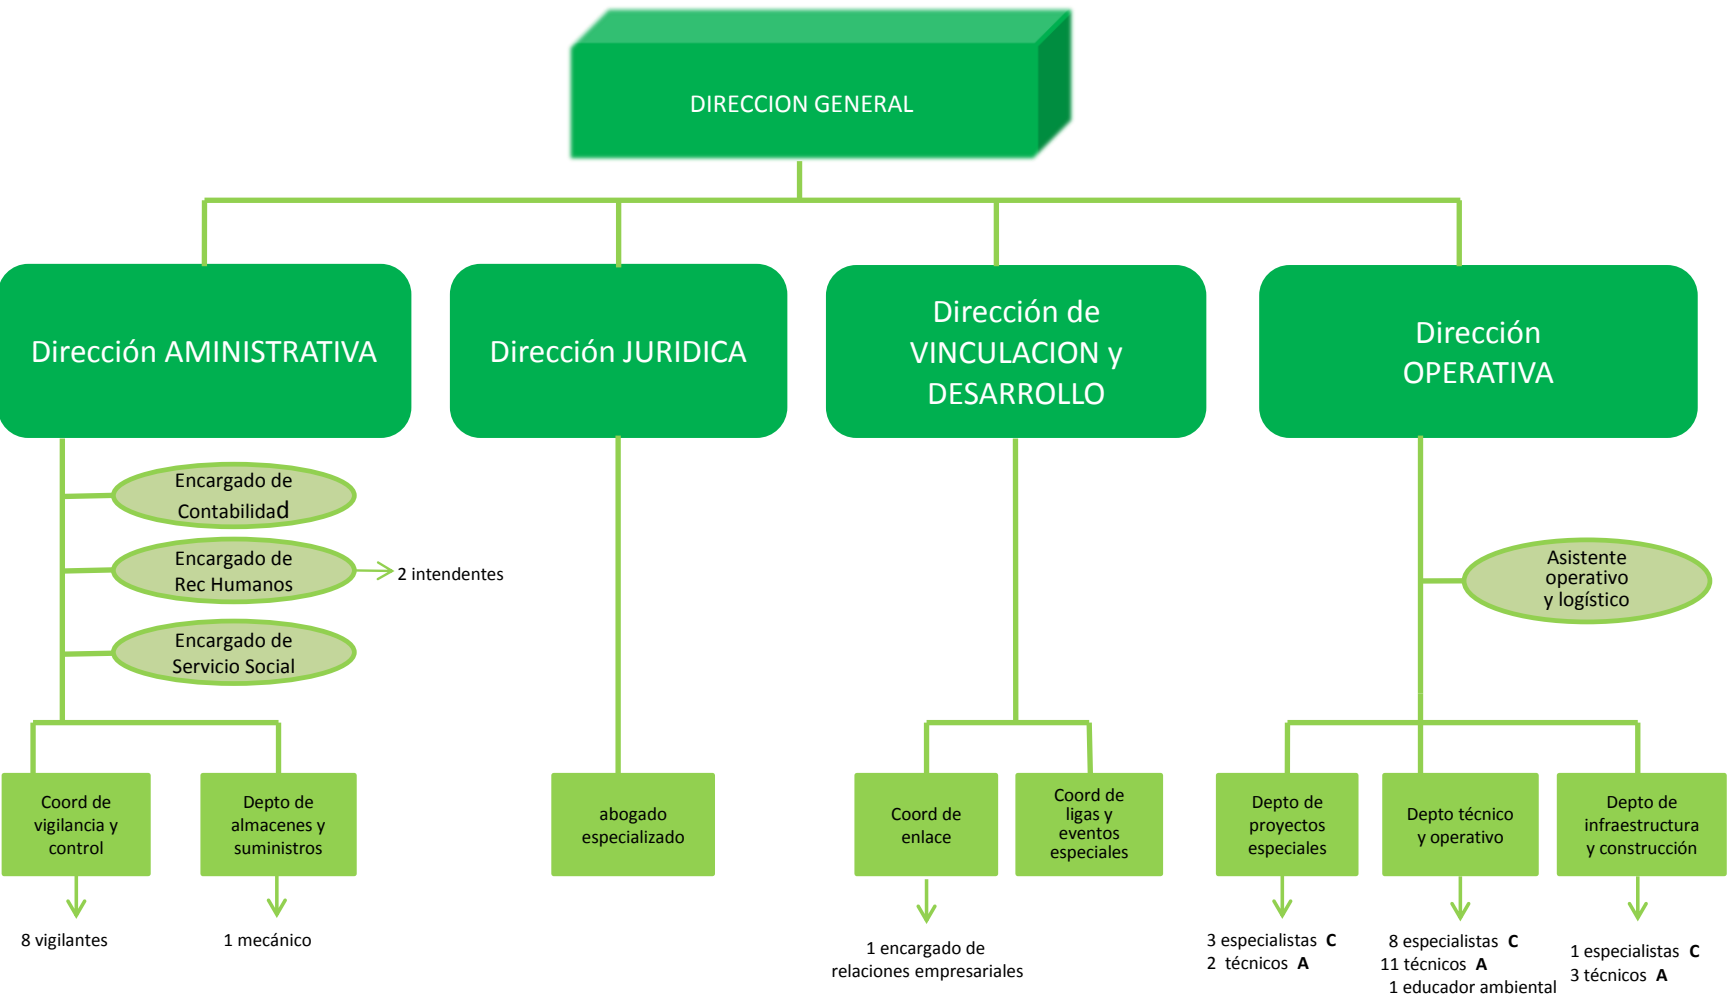 DIRECCION GENERAL
Dirección AMINISTRATIVA
Dirección JURIDICA
Dirección de
VINCULACION y
DESARROLLO
Dirección
OPERATIVA
Encargado de
Contabilidad
Encargado de
Rec Humanos
2 intendentes
Encargado de
Servicio Social
Asistente
operativo
y logístico
Coord de
vigilancia y
control
Depto de
almacenes y
suministros
abogado
especializado
Coord de
enlace
Coord de
ligas y
eventos
especiales
Depto de
proyectos
especiales
Depto técnico
y operativo
Depto de
infraestructura
y construcción
8 vigilantes
1 mecánico
1 encargado de
relaciones empresariales
3 especialistas C
2 técnicos A
8 especialistas C
11 técnicos A
1 educador ambiental
1 especialistas C
3 técnicos A